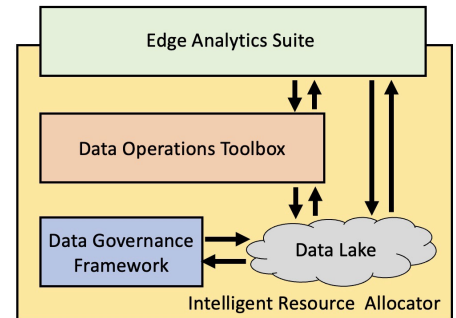 Edge Analytics Suite
Data Operations Toolbox
Data Governance
Framework
Data Lake
Intelligent Resource Allocator